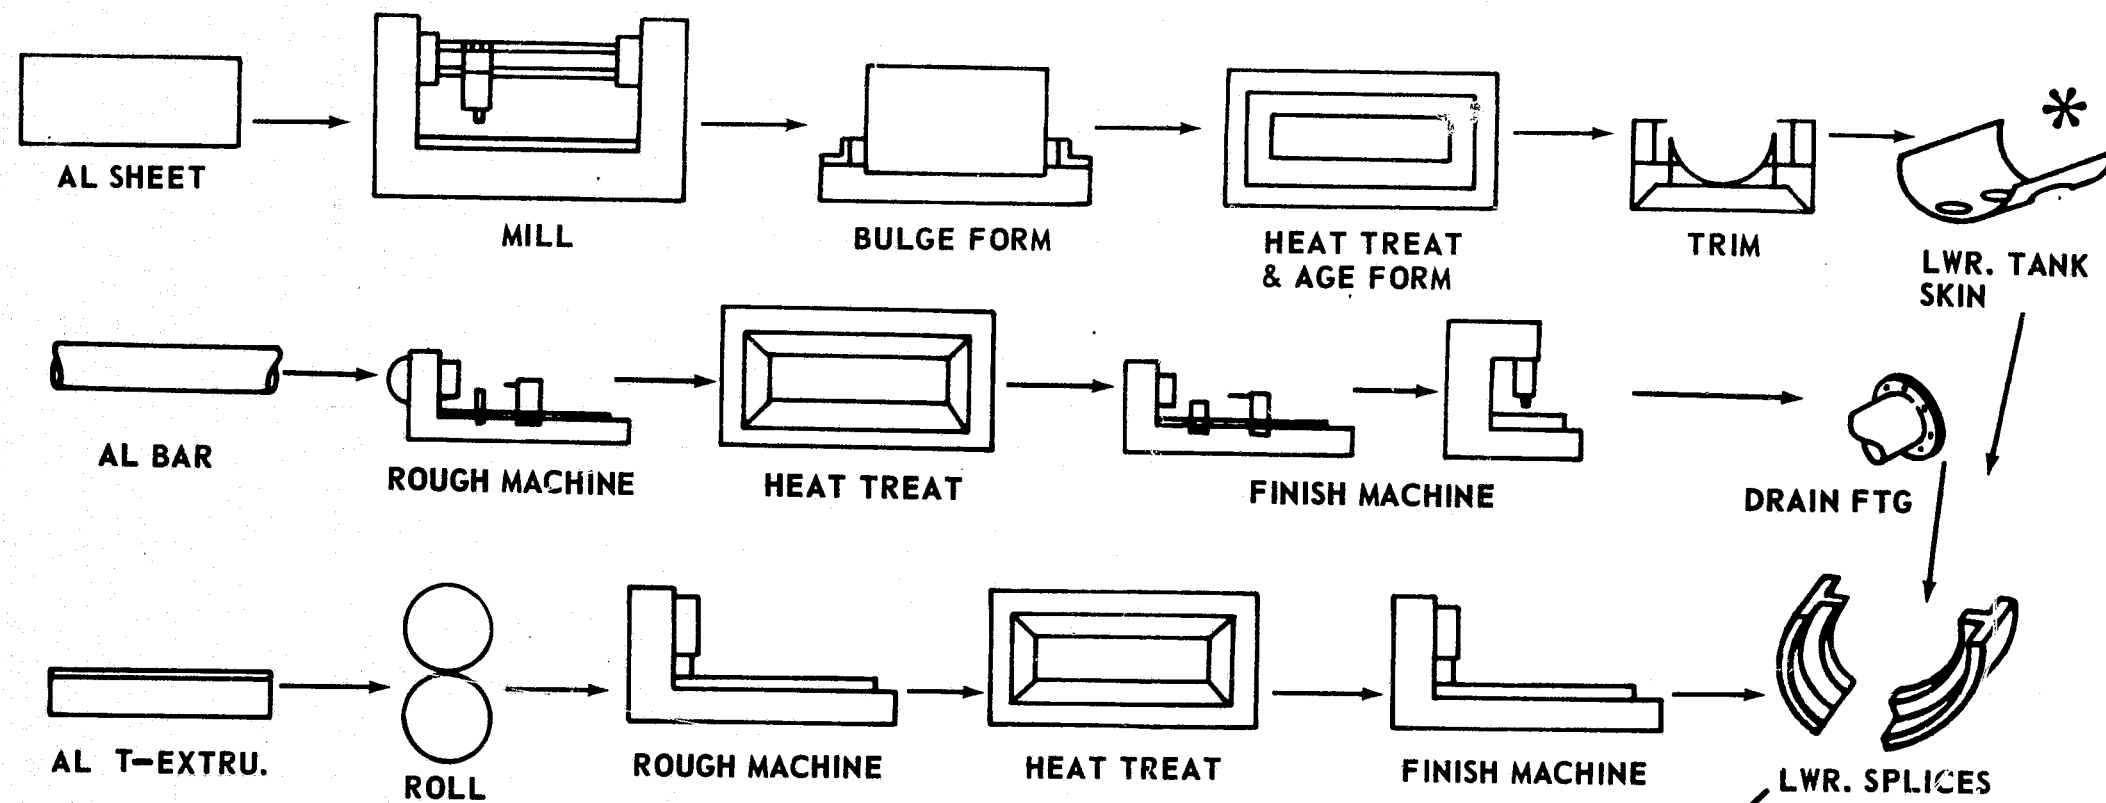 AL SHEET
MILL
BULGE FORM
HEAT TREAT
& AGE FORM
TRIM
*
LWR. TANK
SKIN
AL BAR
ROUGH MACHINE
HEAT TREAT
FINISH MACHINE
DRAIN FTG
AL T-EXTRU.
ROLL
ROUGH MACHINE
HEAT TREAT
FINISH MACHINE
LWR. SPLICES